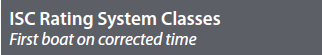 ISC Rating System Classes
First boat on corrected time